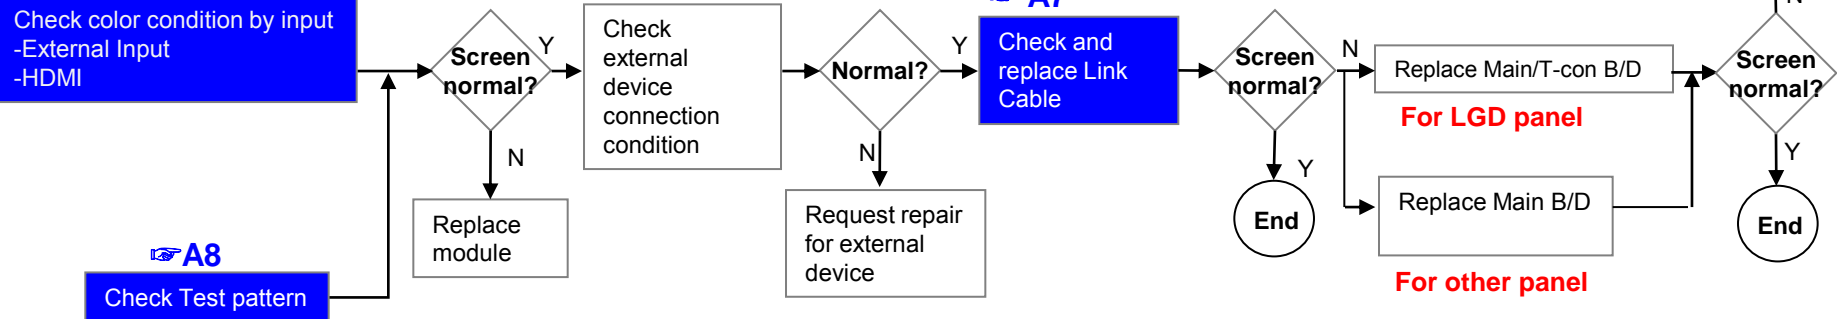 Check color condition by input
-External Input
-HDMI
Screen
normal?
Y
N
Replace
module
☞A8
Check Test pattern
Check
external
device
connection
condition
Normal?
Y
N
Request repair
for external
device
A7
Check and
replace Link
Cable
Screen
normal?
N
Y
End
Replace Main/T-con B/D
For LGD panel
Replace Main B/D
For other panel
N
Screen
normal?
Y
End